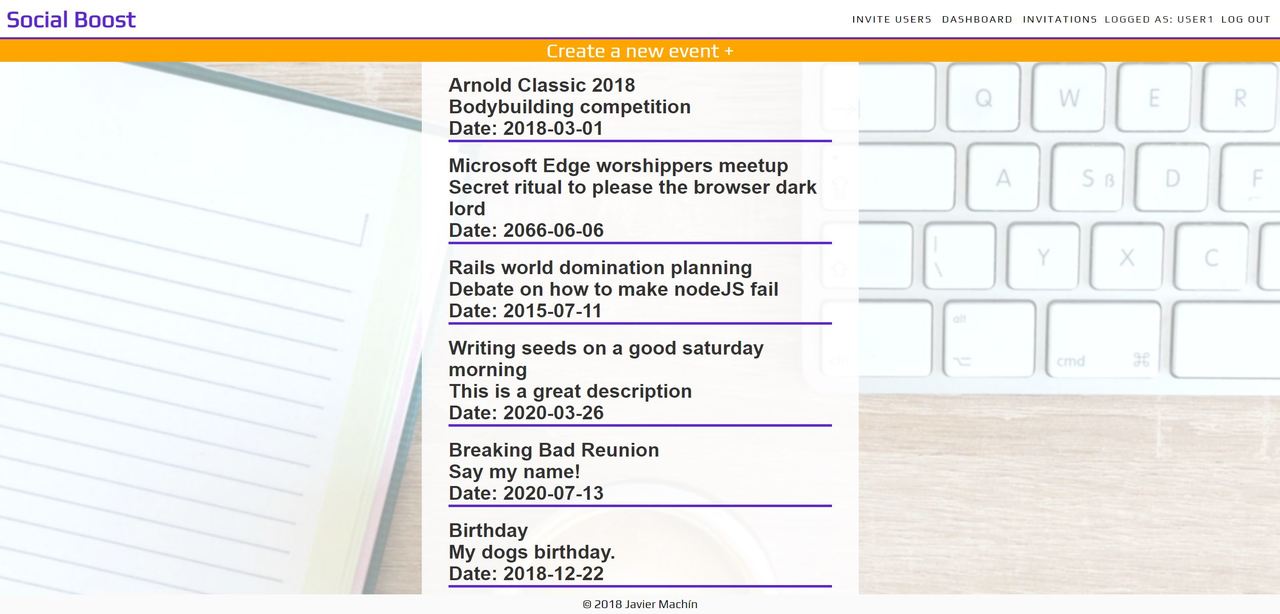 Social Boost
INVITE USERS DASHBOARD INVITATIONS LOGGED AS: USER1 LOG OUT
Create a new event +
Arnold Classic 2018
Bodybuilding competition
Date: 2018-03-01
Microsoft Edge worshippers meetup
Secret ritual to please the browser dark
lord
Date: 2066-06-06
Rails world domination planning
Debate on how to make nodeJS fail
Date: 2015-07-11
Writing seeds on a good saturday
morning
This is a great description
Date: 2020-03-26
Breaking Bad Reunion
Say my name!
Date: 2020-07-13
Birthday
My dogs birthday.
Date: 2018-12-22
Q W E R
A S ß D F
| \ Y X C
alt ⌥ cmd ⌘
© 2018 Javier Machín